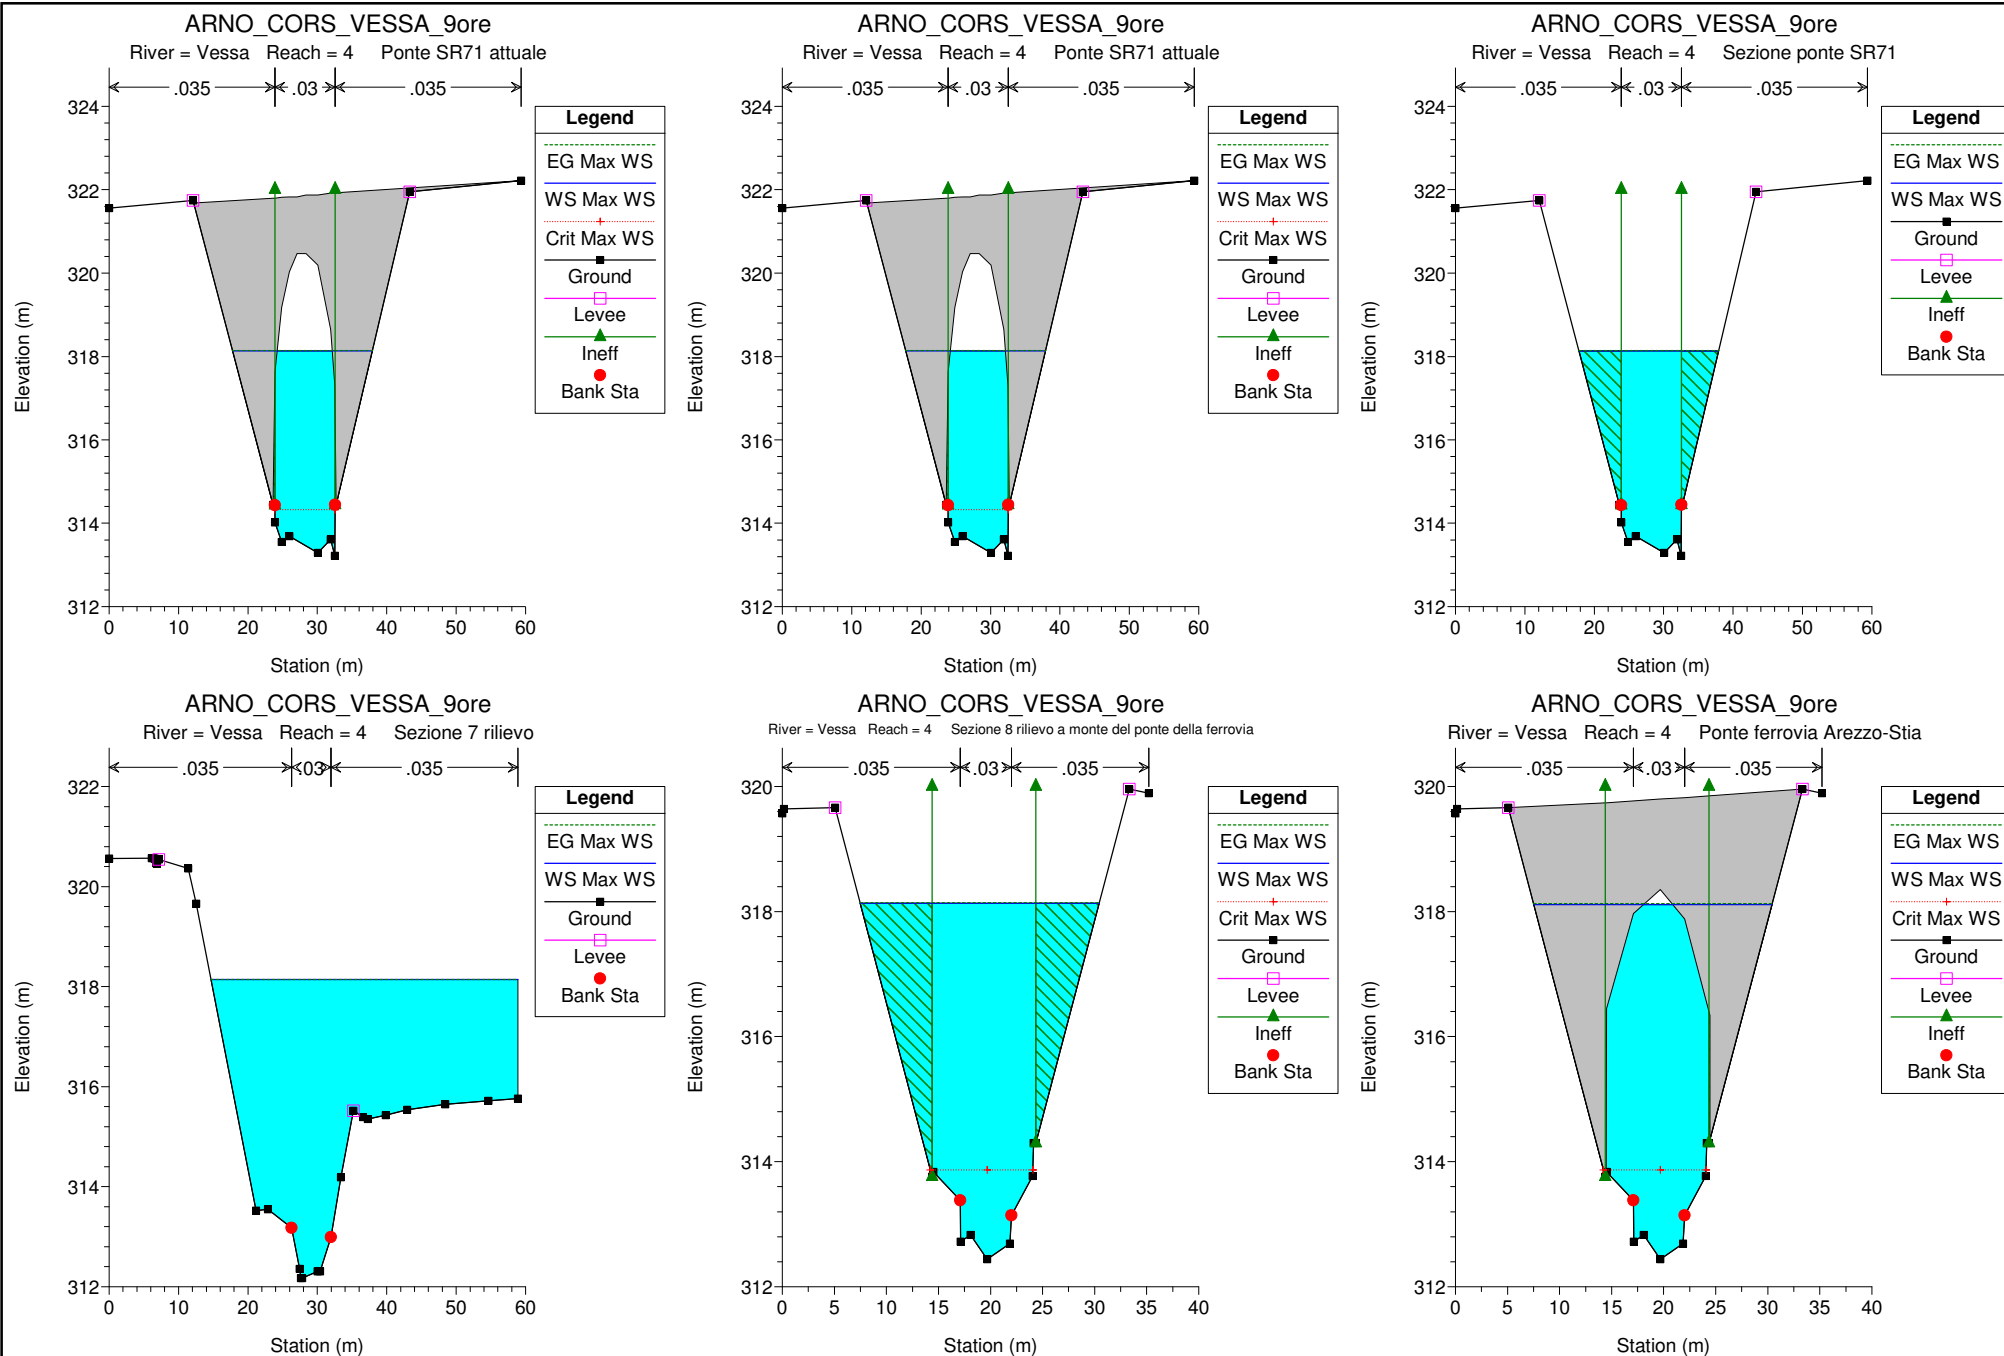 ARNO_CORS_VESSA_9ore
River = Vessa Reach = 4 Ponte SR71 attuale
.035 .03 .035
324
322
320
318
316
314
312
0 10 20 30 40 50 60
Elevation (m)
Station (m)
Legend
EG Max WS
WS Max WS
Crit Max WS
Ground
Levee
Ineff
Bank Sta
ARNO_CORS_VESSA_9ore
River = Vessa Reach = 4 Ponte SR71 attuale
.035 .03 .035
324
322
320
318
316
314
312
0 10 20 30 40 50 60
Elevation (m)
Station (m)
Legend
EG Max WS
WS Max WS
Crit Max WS
Ground
Levee
Ineff
Bank Sta
ARNO_CORS_VESSA_9ore
River = Vessa Reach = 4 Sezione ponte SR71
.035 .03 .035
324
322
320
318
316
314
312
0 10 20 30 40 50 60
Elevation (m)
Station (m)
Legend
EG Max WS
WS Max WS
Ground
Levee
Ineff
Bank Sta
ARNO_CORS_VESSA_9ore
River = Vessa Reach = 4 Sezione 7 rilievo
.035 .03 .035
322
320
318
316
314
312
0 10 20 30 40 50 60
Elevation (m)
Station (m)
Legend
EG Max WS
WS Max WS
Ground
Levee
Bank Sta
ARNO_CORS_VESSA_9ore
River = Vessa Reach = 4 Sezione 8 rilievo a monte del ponte della ferrovia
.035 .03 .035
320
318
316
314
312
0 5 10 15 20 25 30 35 40
Elevation (m)
Station (m)
Legend
EG Max WS
WS Max WS
Crit Max WS
Ground
Levee
Ineff
Bank Sta
ARNO_CORS_VESSA_9ore
River = Vessa Reach = 4 Ponte ferrovia Arezzo-Stia
.035 .03 .035
320
318
316
314
312
0 5 10 15 20 25 30 35 40
Elevation (m)
Station (m)
Legend
EG Max WS
WS Max WS
Crit Max WS
Ground
Levee
Ineff
Bank Sta